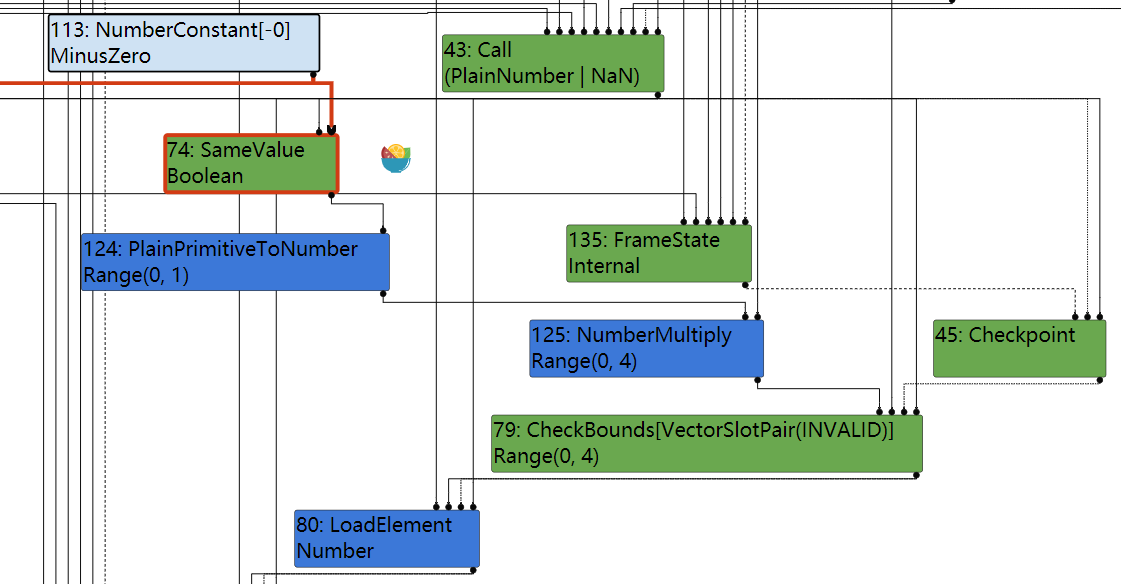 113: NumberConstant[-0]
MinusZero
43: Call
(PlainNumber | NaN)
74: SameValue
Boolean
124: PlainPrimitiveToNumber
Range(0, 1)
135: FrameState
Internal
125: NumberMultiply
Range(0, 4)
45: Checkpoint
79: CheckBounds[VectorSlotPair(INVALID)]
Range(0, 4)
80: LoadElement
Number